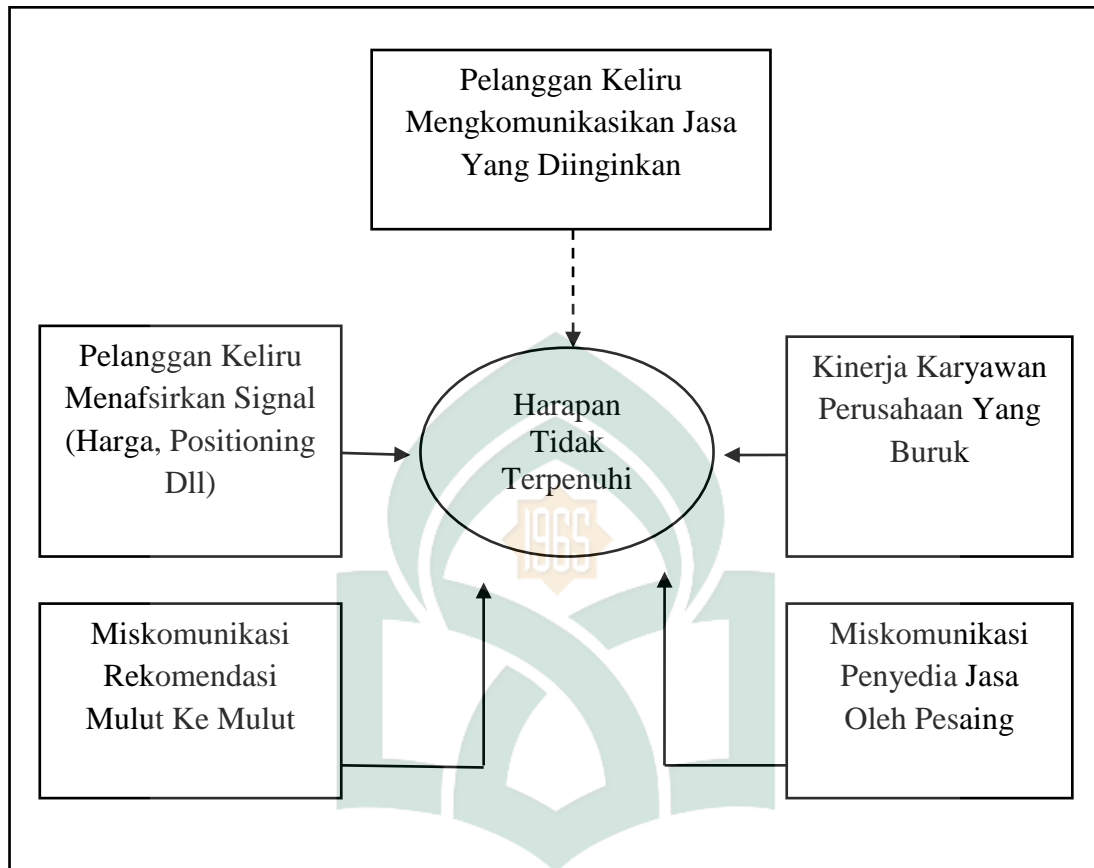 Pelanggan Keliru
Mengkomunikasikan Jasa
Yang Diinginkan
Pelanggan Keliru
Menafsirkan Signal
(Harga, Positioning
Dll)
Harapan
Tidak
Terpenuhi
Kinerja Karyawan
Perusahaan Yang
Buruk
1965
Miskomunikasi
Rekomendasi
Mulut Ke Mulut
Miskomunikasi
Penyedia Jasa
Oleh Pesaing